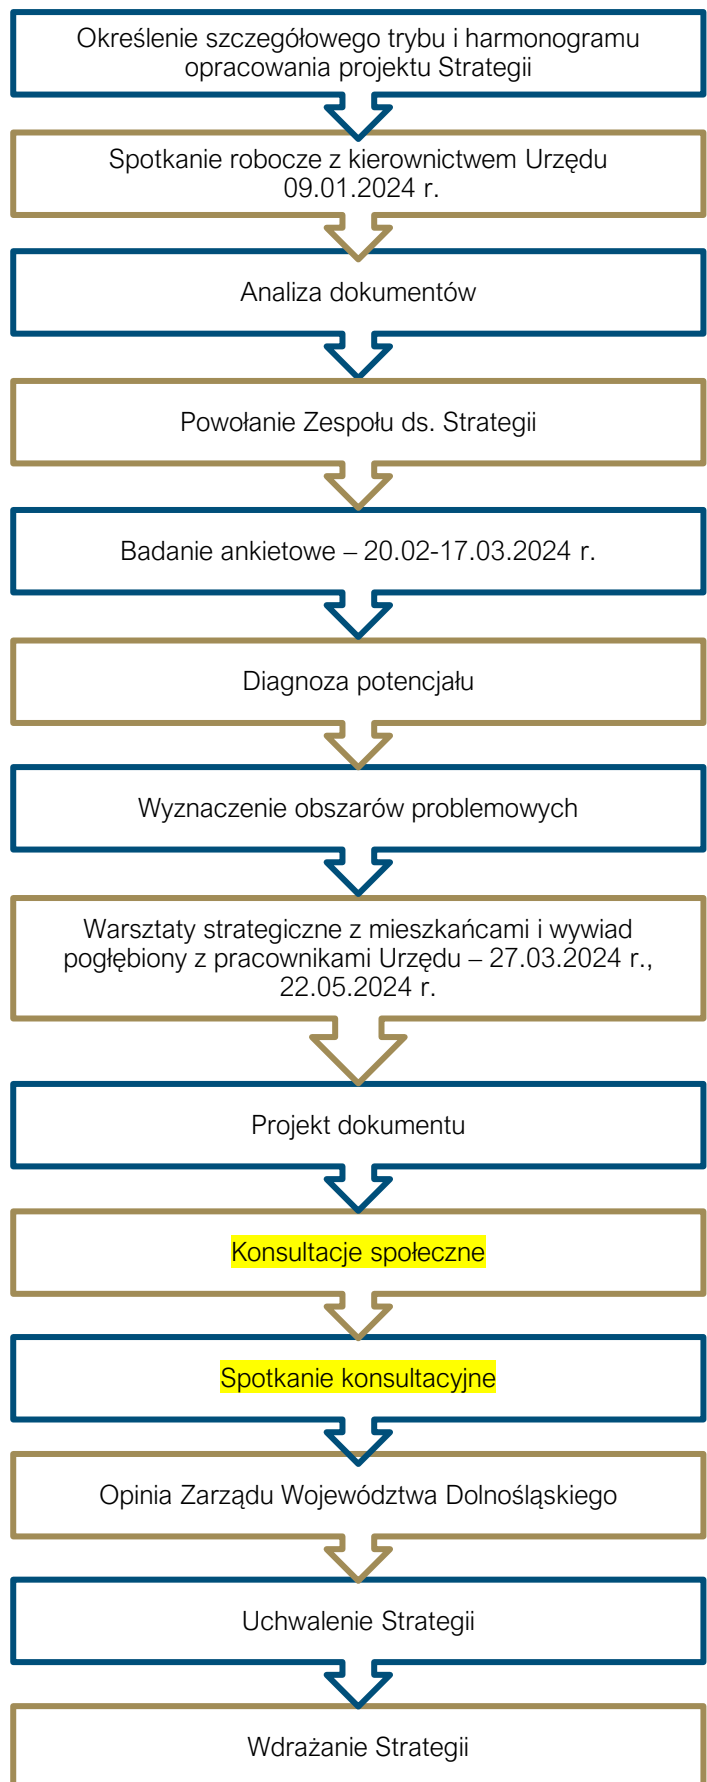 Określenie szczegółowego trybu i harmonogramu
opracowania projektu Strategii
Spotkanie robocze z kierownictwem Urzędu
09.01.2024 r.
Analiza dokumentów
Powołanie Zespołu ds. Strategii
Badanie ankietowe – 20.02-17.03.2024 r.
Diagnoza potencjału
Wyznaczenie obszarów problemowych
Warsztaty strategiczne z mieszkańcami i wywiad
pogłębiony z pracownikami Urzędu – 27.03.2024 r.,
22.05.2024 r.
Projekt dokumentu
Konsultacje społeczne
Spotkanie konsultacyjne
Opinia Zarządu Województwa Dolnośląskiego
Uchwalenie Strategii
Wdrażanie Strategii